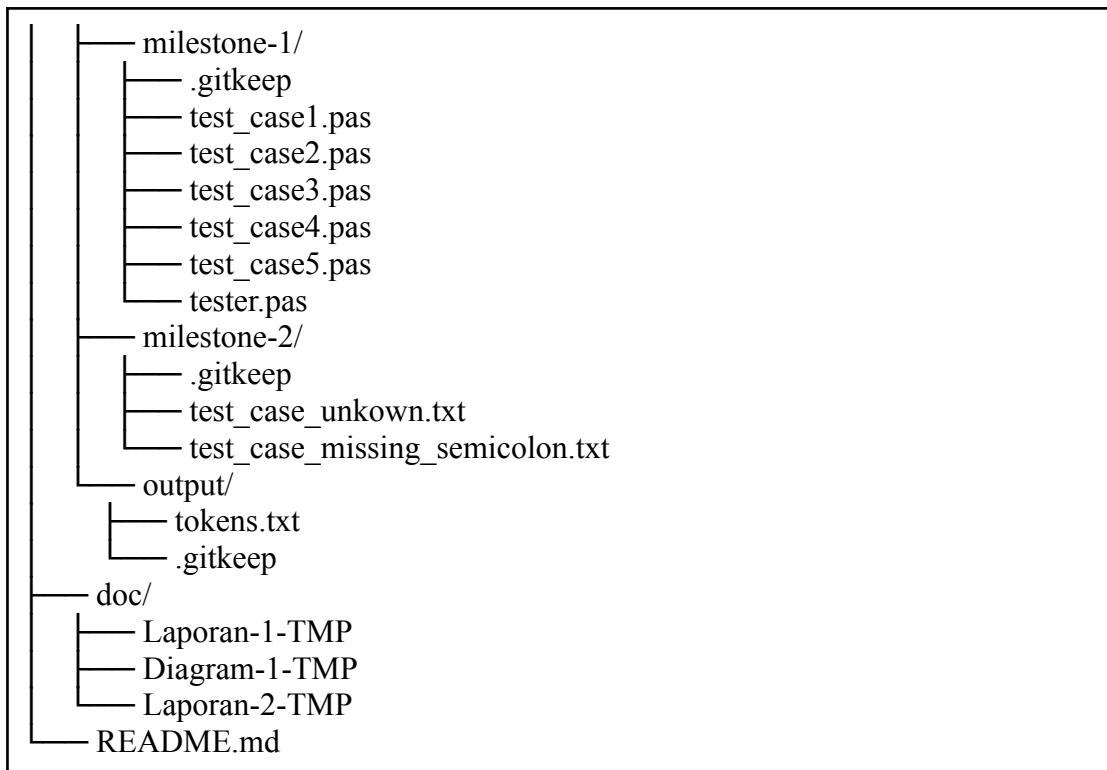 milestone-1/
.gitkeep
test_case1.pas
test_case2.pas
test_case3.pas
test_case4.pas
test_case5.pas
tester.pas
milestone-2/
.gitkeep
test_case_unkown.txt
test_case_missing_semicolon.txt
output/
tokens.txt
.gitkeep
doc/
Laporan-1-TMP
Diagram-1-TMP
Laporan-2-TMP
README.md